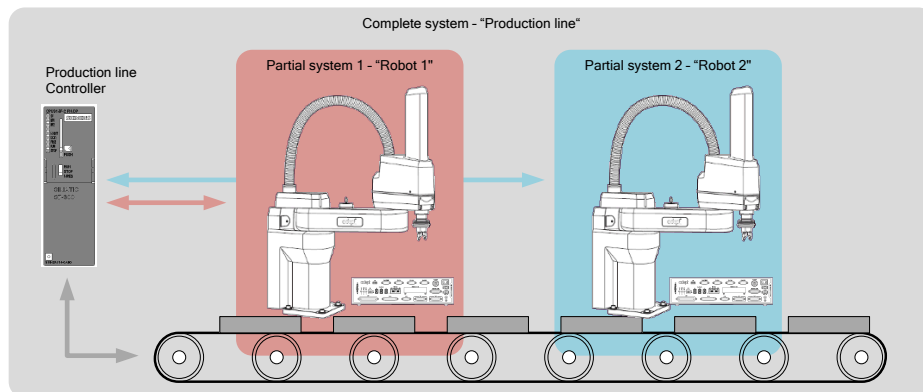 Complete system - “Production line“
Partial system 1 - “Robot 1"
Partial system 2 - “Robot 2"
Production line
Controller